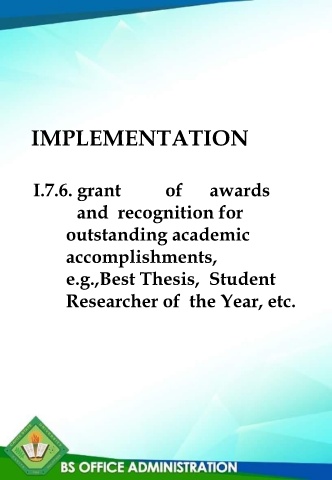 IMPLEMENTATION
I.7.6. grant of awards
and recognition for
outstanding academic
accomplishments,
e.g.,Best Thesis, Student
Researcher of the Year, etc.
BS OFFICE ADMINISTRATION